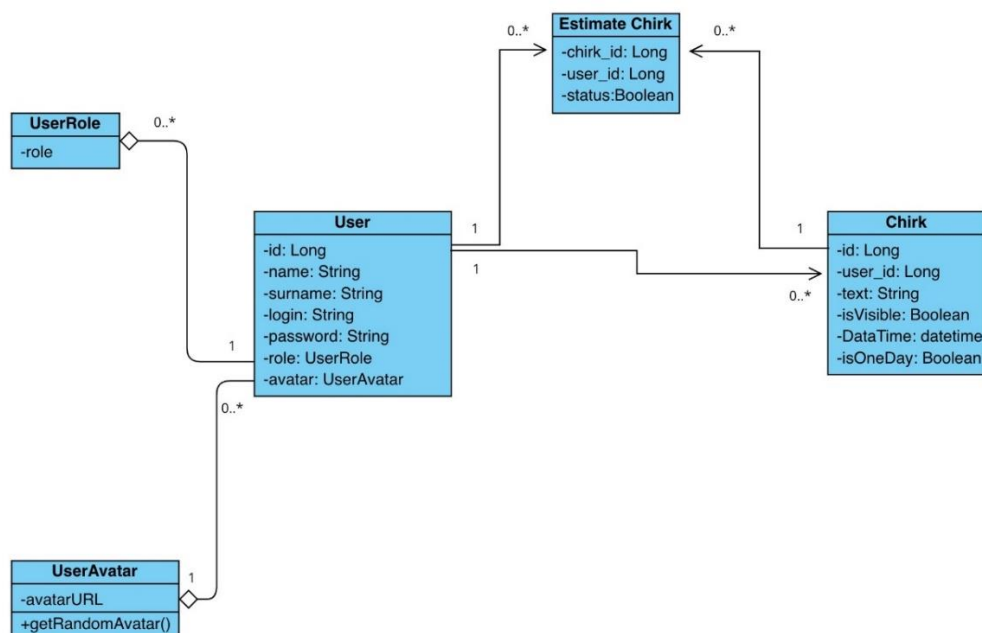 Estimate Chirk
-chirk_id: Long
-user_id: Long
-status:Boolean
0..*
0..*
UserRole
-role
0..*
User
-id: Long
-name: String
-surname: String
-login: String
-password: String
-role: UserRole
-avatar: UserAvatar
1
1
1
0..*
Chirk
-id: Long
-user_id: Long
-text: String
-isVisible: Boolean
-DataTime: datetime
-isOneDay: Boolean
1
0..*
UserAvatar
-avatarURL
+getRandomAvatar()
1